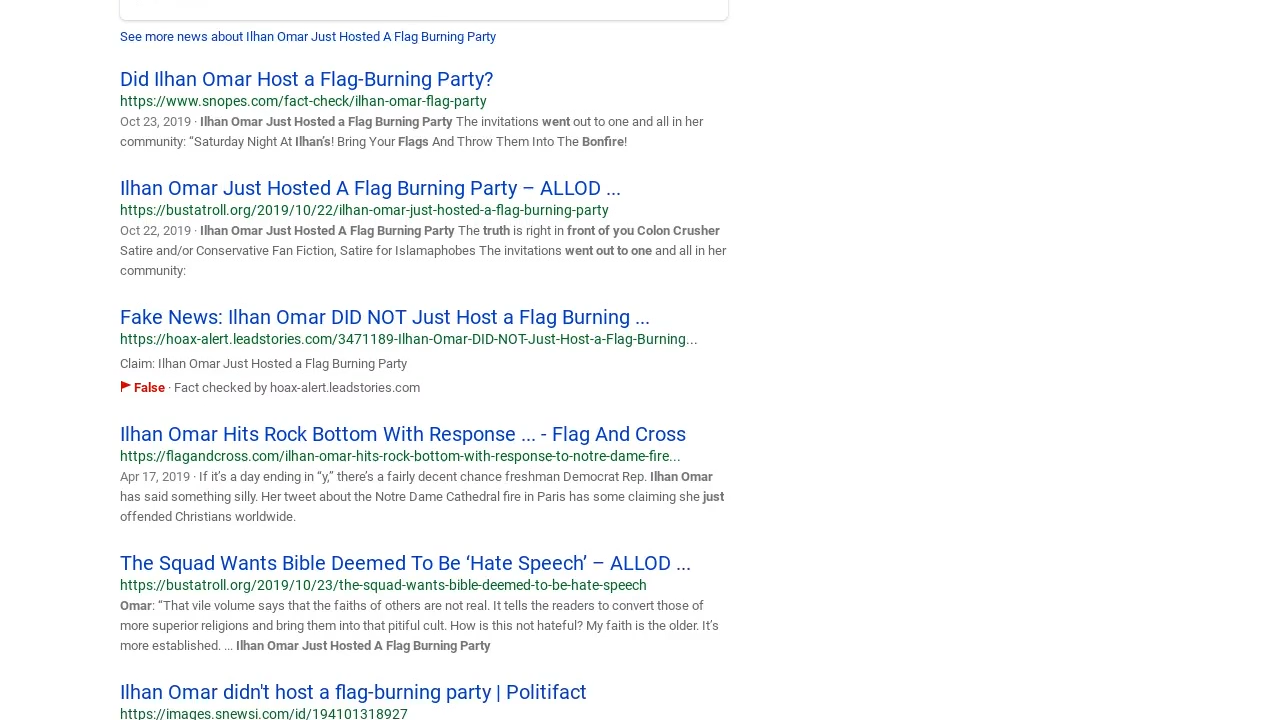 See more news about Ilhan Omar Just Hosted A Flag Burning Party
Did Ilhan Omar Host a Flag-Burning Party?
https://www.snopes.com/fact-check/ilhan-omar-flag-party
Oct 23, 2019 · Ilhan Omar Just Hosted a Flag Burning Party The invitations went out to one and all in her
community: “Saturday Night At Ilhan’s! Bring Your Flags And Throw Them Into The Bonfire!
Ilhan Omar Just Hosted A Flag Burning Party – ALLOD ...
https://bustatroll.org/2019/10/22/ilhan-omar-just-hosted-a-flag-burning-party
Oct 22, 2019 · Ilhan Omar Just Hosted A Flag Burning Party The truth is right in front of you Colon Crusher
Satire and/or Conservative Fan Fiction, Satire for Islamaphobes The invitations went out to one and all in her
community:
Fake News: Ilhan Omar DID NOT Just Host a Flag Burning ...
https://hoax-alert.leadstories.com/3471189-Ilhan-Omar-DID-NOT-Just-Host-a-Flag-Burning...
Claim: Ilhan Omar Just Hosted a Flag Burning Party
False · Fact checked by hoax-alert.leadstories.com
Ilhan Omar Hits Rock Bottom With Response ... - Flag And Cross
https://flagandcross.com/ilhan-omar-hits-rock-bottom-with-response-to-notre-dame-fire...
Apr 17, 2019 · If it’s a day ending in “y,” there’s a fairly decent chance freshman Democrat Rep. Ilhan Omar
has said something silly. Her tweet about the Notre Dame Cathedral fire in Paris has some claiming she just
offended Christians worldwide.
The Squad Wants Bible Deemed To Be ‘Hate Speech’ – ALLOD ...
https://bustatroll.org/2019/10/23/the-squad-wants-bible-deemed-to-be-hate-speech
Omar: “That vile volume says that the faiths of others are not real. It tells the readers to convert those of
more superior religions and bring them into that pitiful cult. How is this not hateful? My faith is the older. It’s
more established. ... Ilhan Omar Just Hosted A Flag Burning Party
Ilhan Omar didn't host a flag-burning party | Politifact
https://images.snewsi.com/id/194101318927